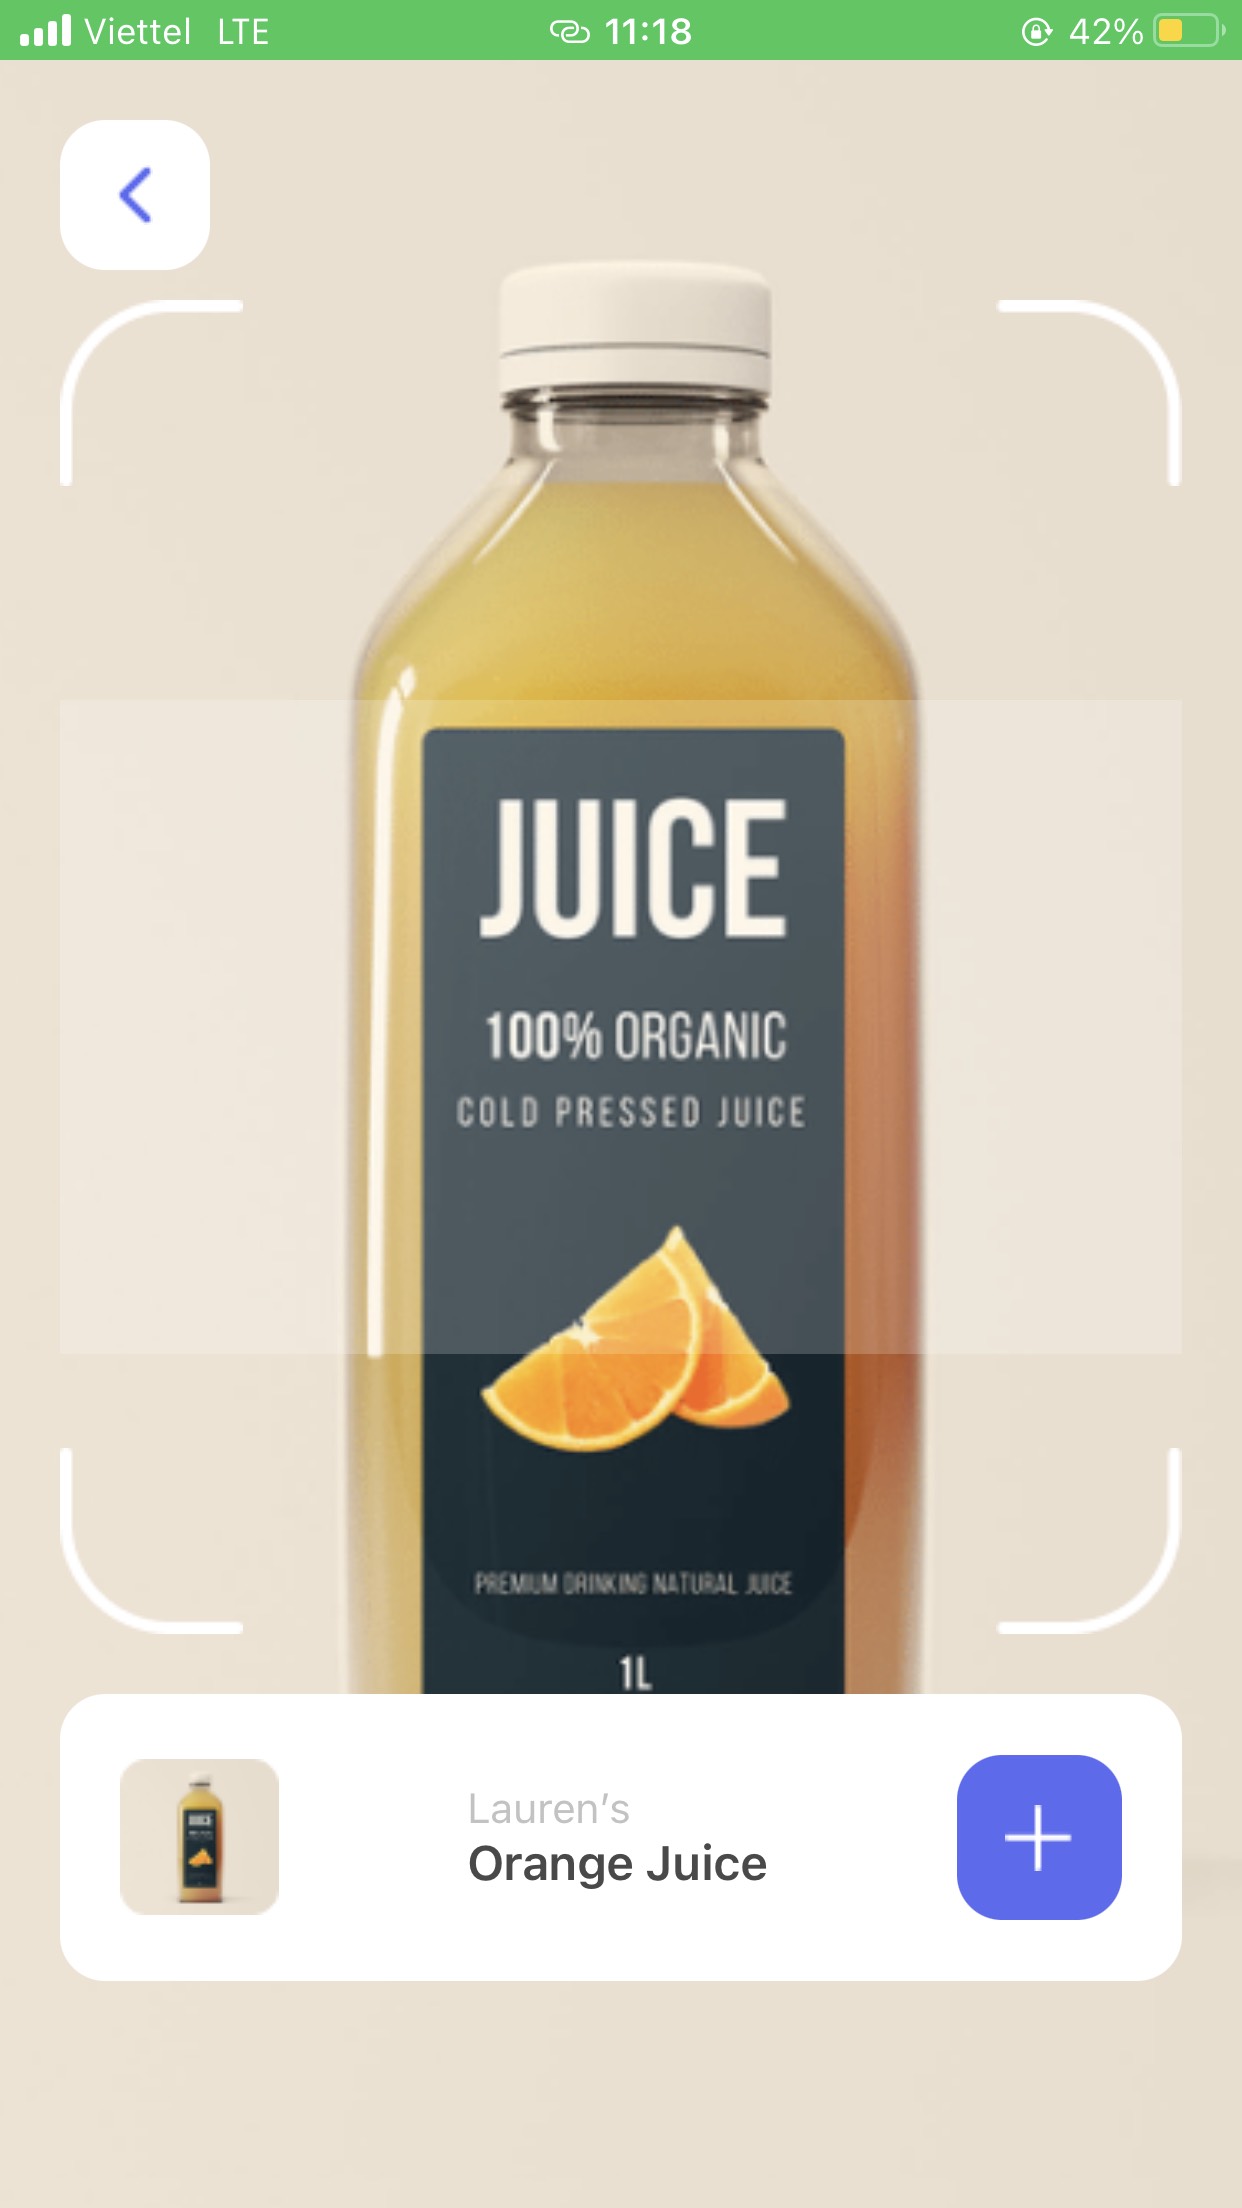 Viettel LTE 11:18 42%
JUICE
100% ORGANIC
COLD PRESSED JUICE
PREMIUM DRINKING NATURAL JUICE
1L
Lauren’s
Orange Juice